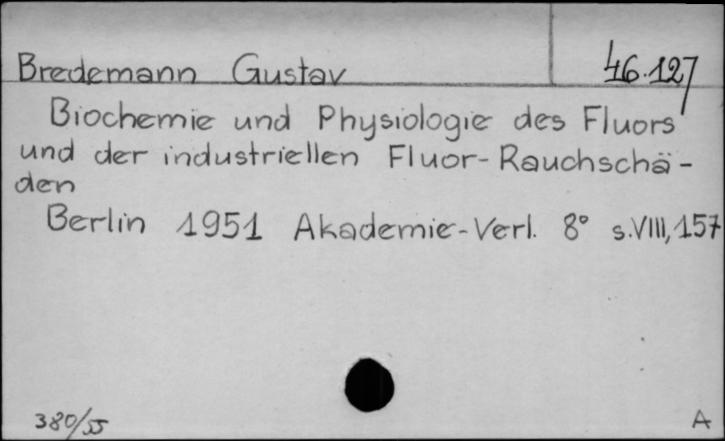 Bredemann Gustav 46.127
Biochemie und Physiologie des Fluors
und der industriellen Fluor-Rauchschä-
den
Berlin 1951 Akademie-Verl. 8° s.VIII,157
380/55 A